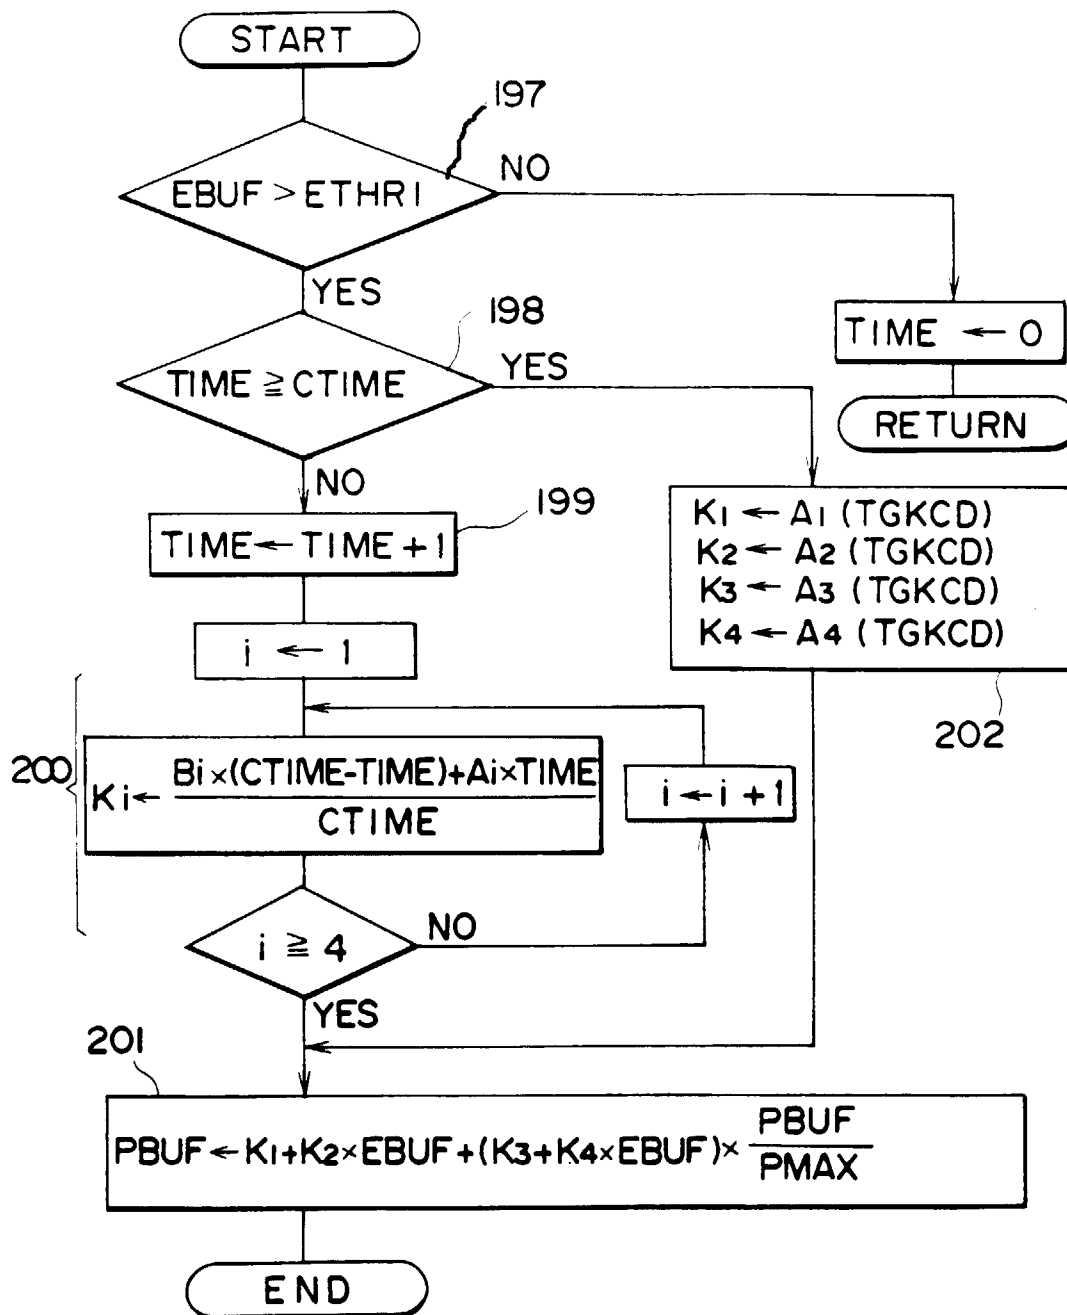 START
197
EBUF > ETHR1
NO
YES
198
TIME ≧ CTIME
YES
TIME ← 0
RETURN
NO
199
TIME ← TIME + 1
K1 ← A1 (TGKCD)
K2 ← A2 (TGKCD)
K3 ← A3 (TGKCD)
K4 ← A4 (TGKCD)
202
i ← 1
200
Ki ← Bi×(CTIME-TIME)+Ai×TIME
CTIME
i ← i + 1
i ≧ 4
NO
YES
201
PBUF ← K1+K2×EBUF+(K3+K4×EBUF)× PBUF
PMAX
END